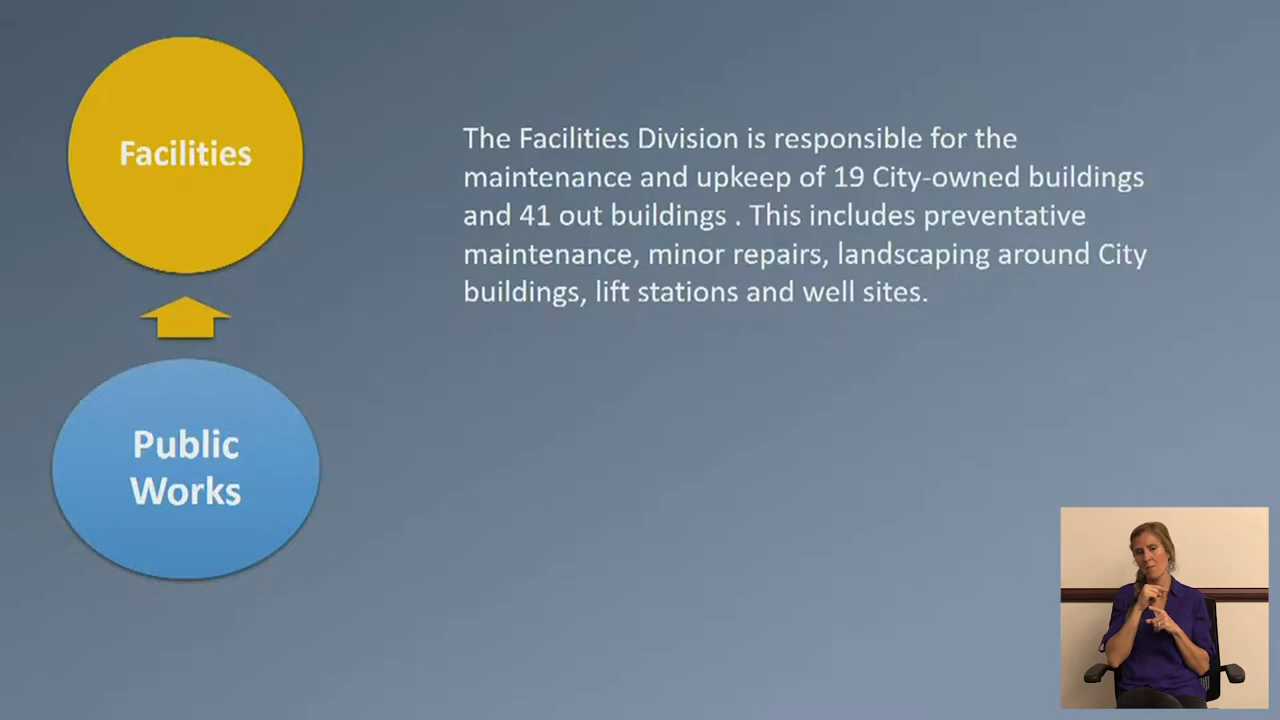 Facilities
The Facilities Division is responsible for the
maintenance and upkeep of 19 City-owned buildings
and 41 out buildings . This includes preventative
maintenance, minor repairs, landscaping around City
buildings, lift stations and well sites.
Public
Works